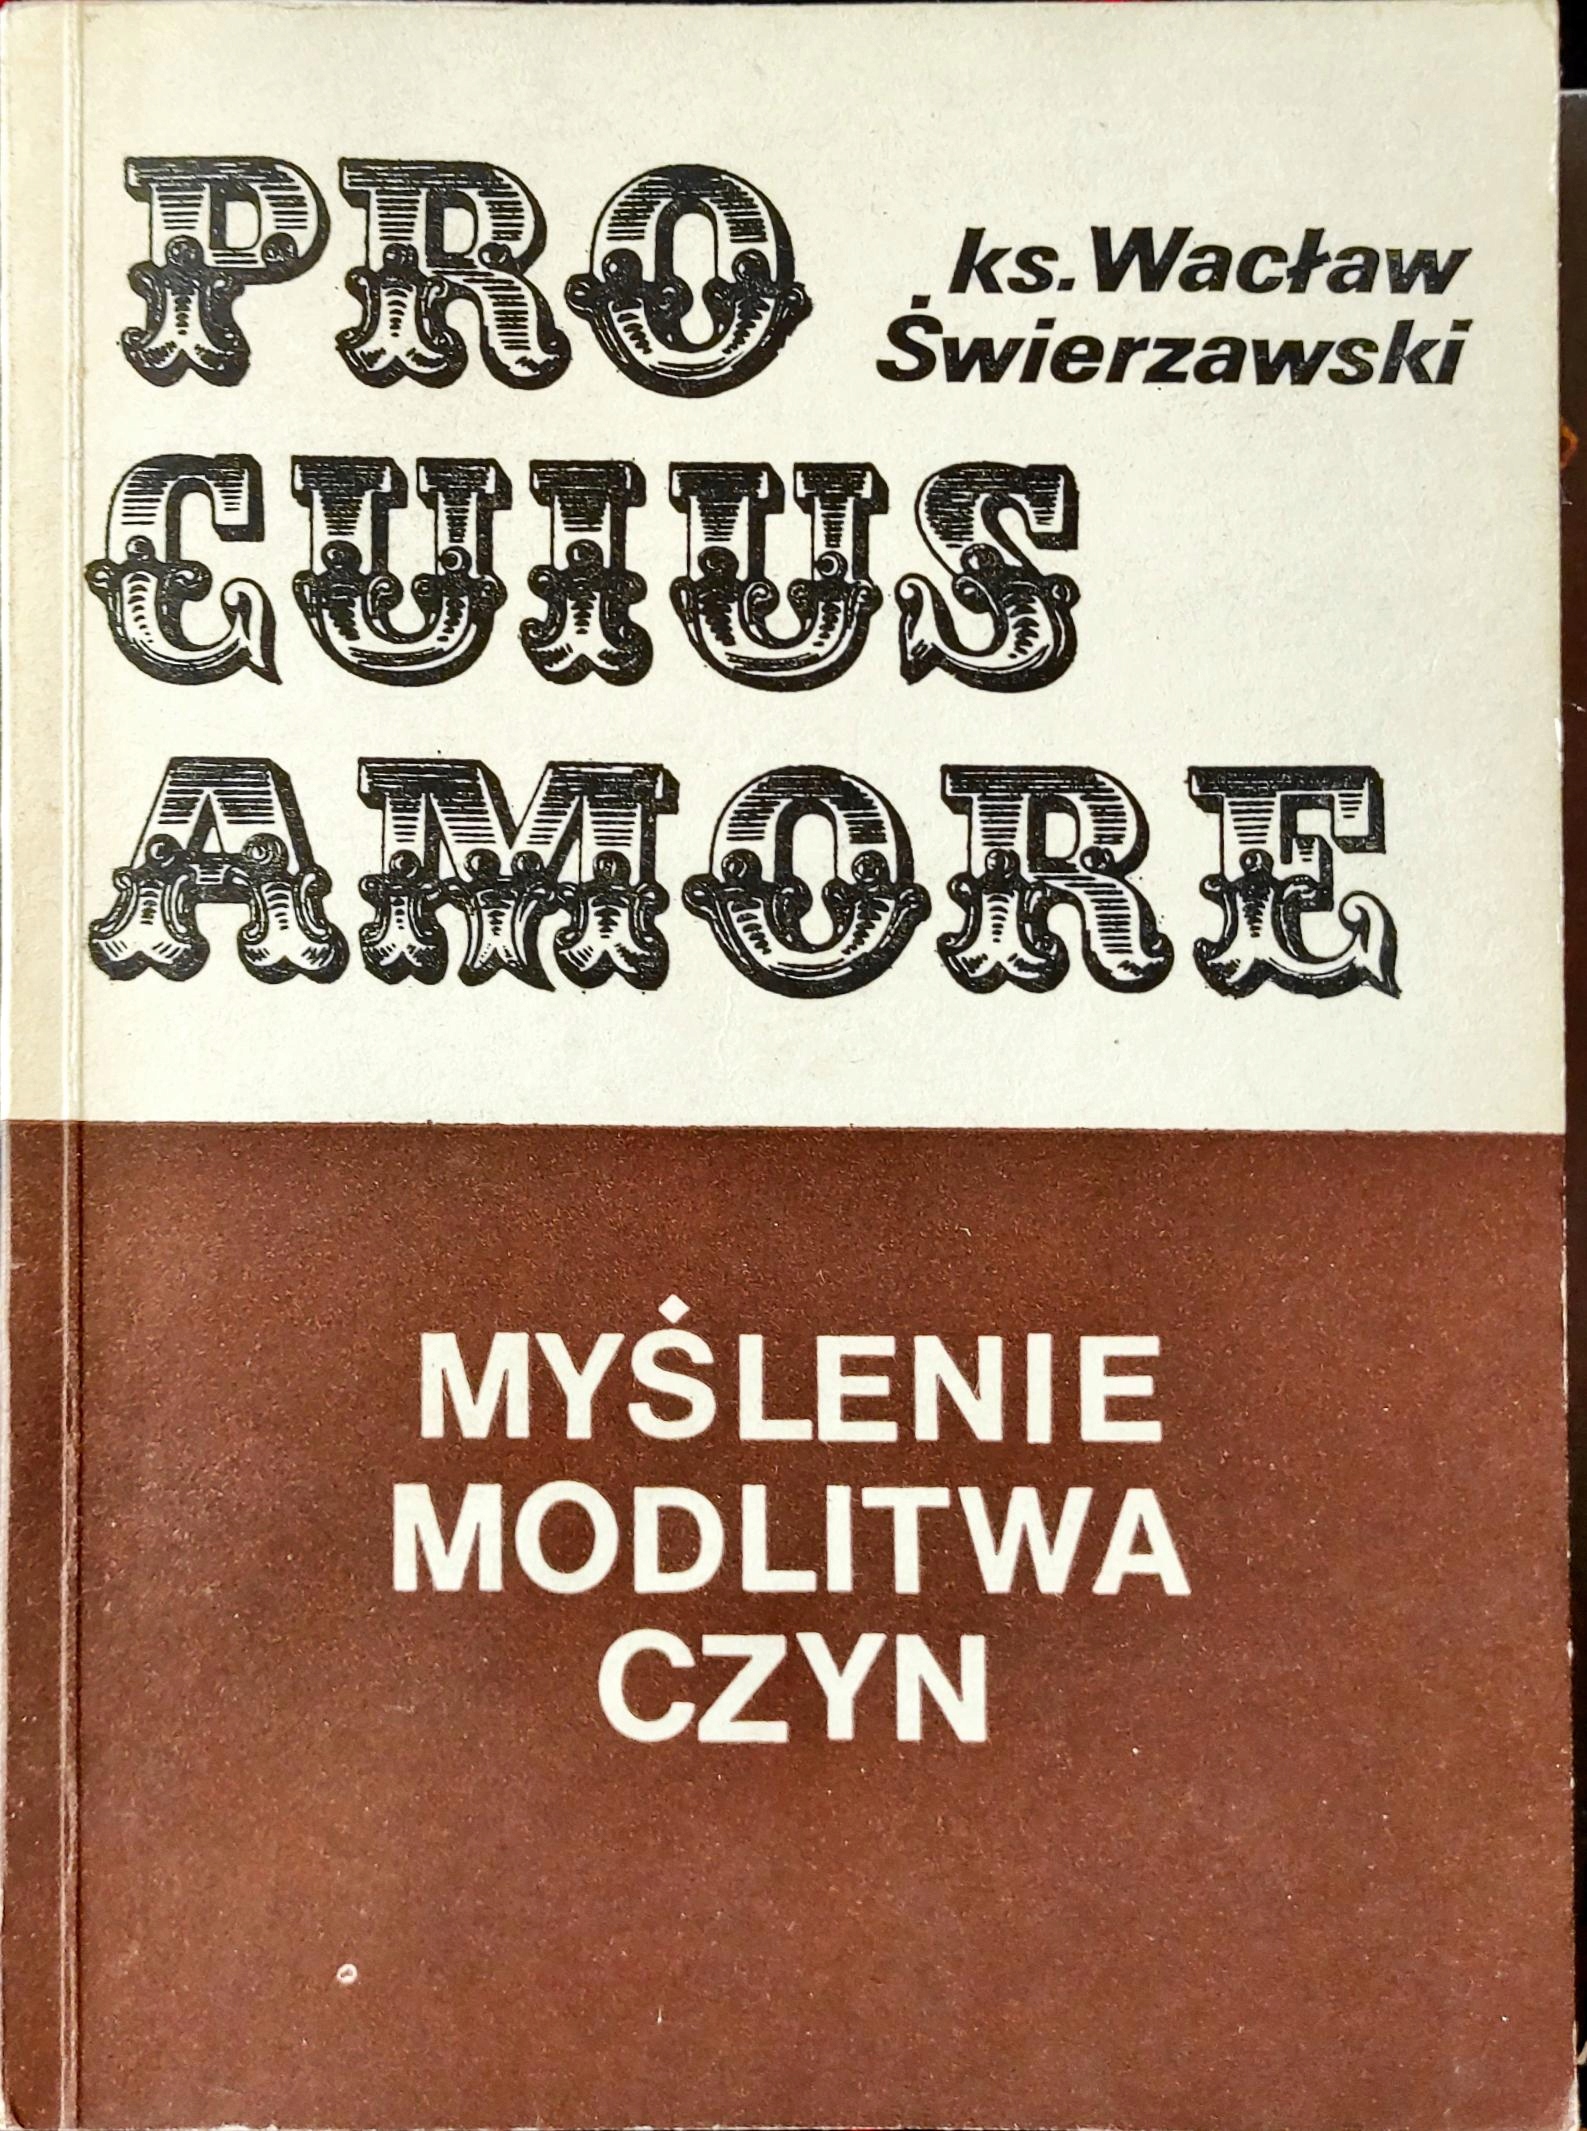 PRO
ks. Wacław
Świerzawski
CUIUS
AMORE
MYŚLENIE
MODLITWA
CZYN